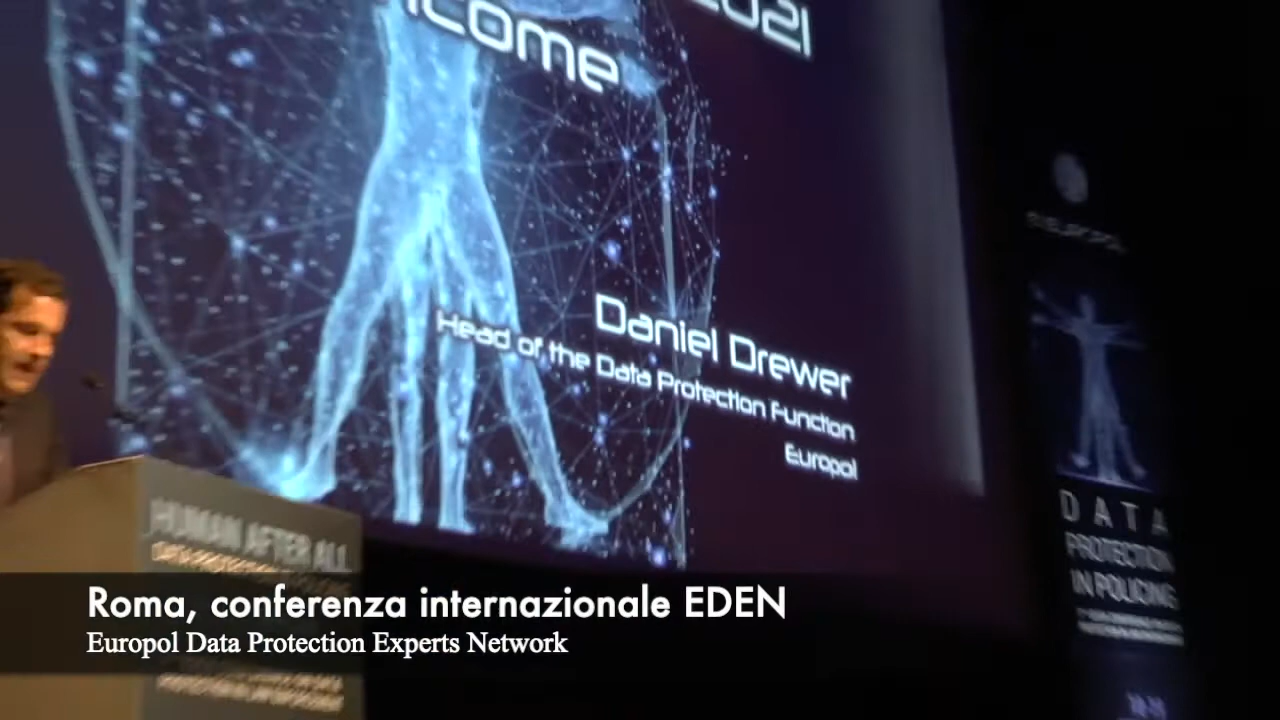 2021
Daniel Drewer
Head of the Data Protection Function
Europol
HUMAN AFTER ALL
DATA
PROTECTION
IN POLICING
Roma, conferenza internazionale EDEN
Europol Data Protection Experts Network